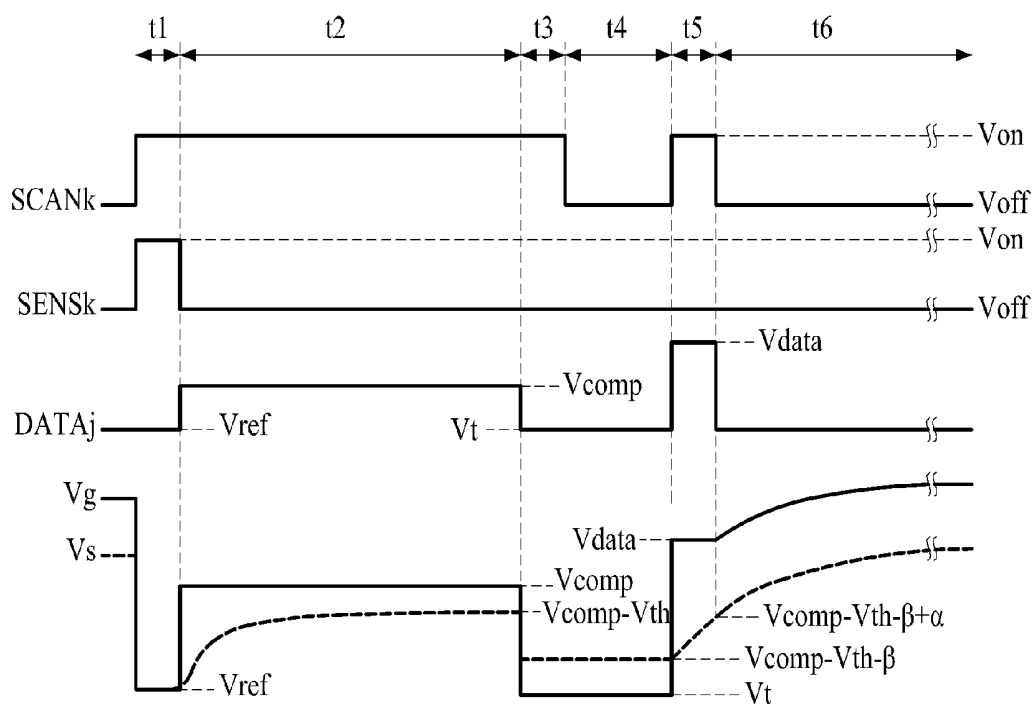 t1 t2 t3 t4 t5 t6
Von
SCANk Voff
Von
SENSk Voff
Vdata
Vcomp
DATAj Vref Vt
Vg
Vs Vdata
Vcomp
Vcomp-Vth
Vcomp-Vth-β+α
Vcomp-Vth-β
Vref Vt